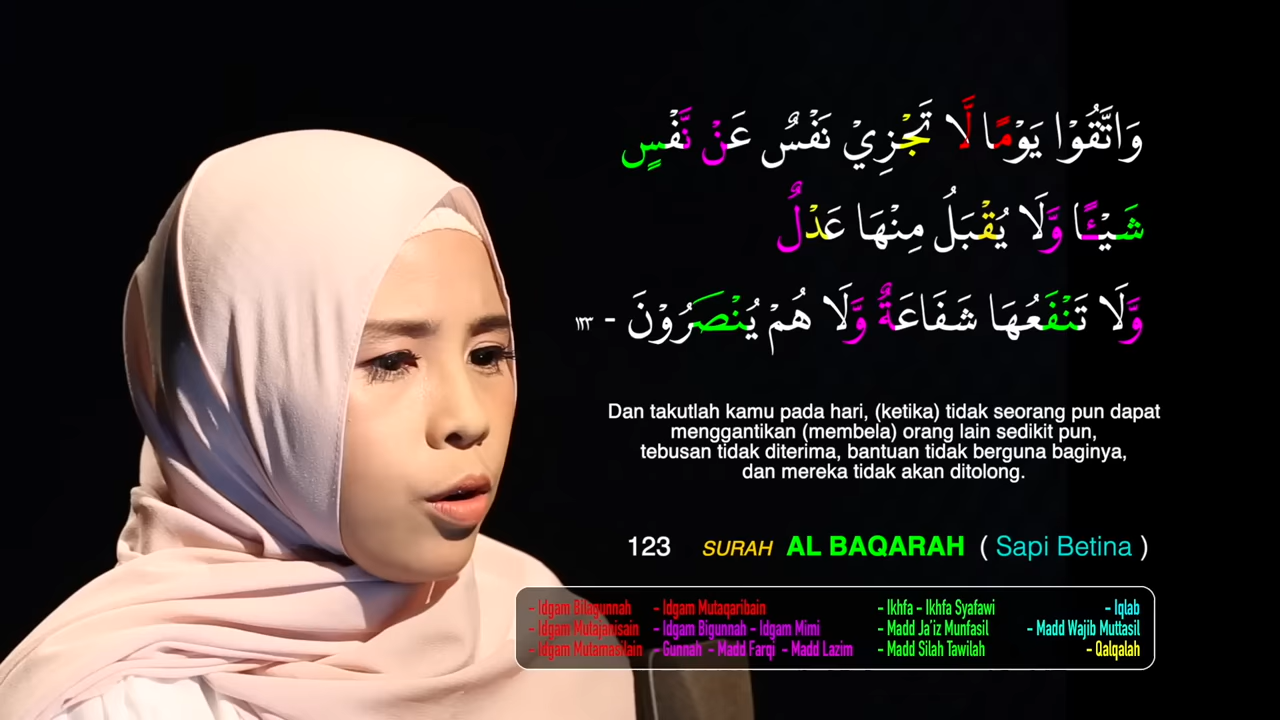 وَاتَّقُوْا يَوْمًا لَّا تَجْزِيْ نَفْسٌ عَنْ نَّفْسٍ
شَيْـًٔا وَّلَا يُقْبَلُ مِنْهَا عَدْلٌ
وَّلَا تَنْفَعُهَا شَفَاعَةٌ وَّلَا هُمْ يُنْصَرُوْنَ - ١٢٣
Dan takutlah kamu pada hari, (ketika) tidak seorang pun dapat
menggantikan (membela) orang lain sedikit pun,
tebusan tidak diterima, bantuan tidak berguna baginya,
dan mereka tidak akan ditolong.
123 SURAH AL BAQARAH ( Sapi Betina )
- Idgam Bilagunnah - Idgam Mutaqaribain - Ikhfa - Ikhfa Syafawi - Iqlab
- Idgam Mutajanisain - Idgam Bigunnah - Idgam Mimi - Madd Ja'iz Munfasil - Madd Wajib Muttasil
- Idgam Mutamasilain - Gunnah - Madd Farqi - Madd Lazim - Madd Silah Tawilah - Qalqalah